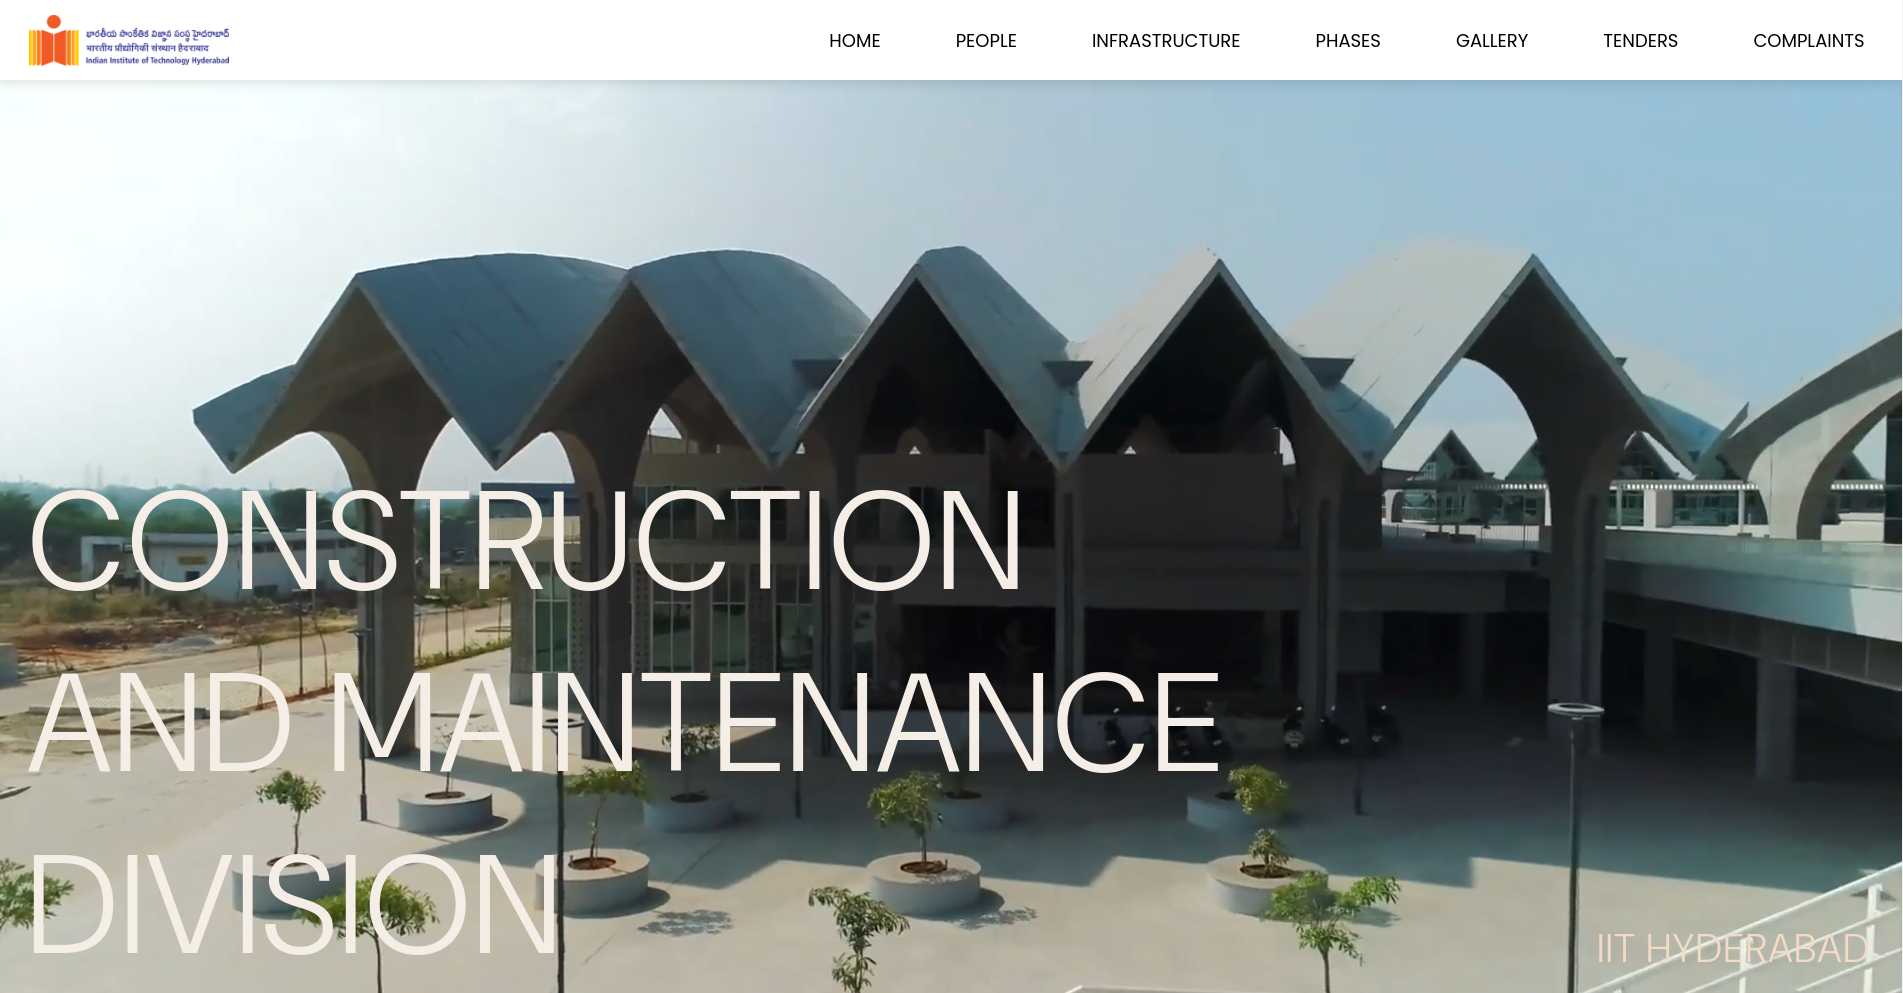 భారతీయ సాంకేతిక విజ్ఞాన సంస్థ హైదరాబాద్
भारतीय प्रौद्योगिकी संस्थान हैदराबाद
Indian Institute of Technology Hyderabad
HOME PEOPLE INFRASTRUCTURE PHASES GALLERY TENDERS COMPLAINTS
CONSTRUCTION
AND MAINTENANCE
DIVISION
IIT HYDERABAD